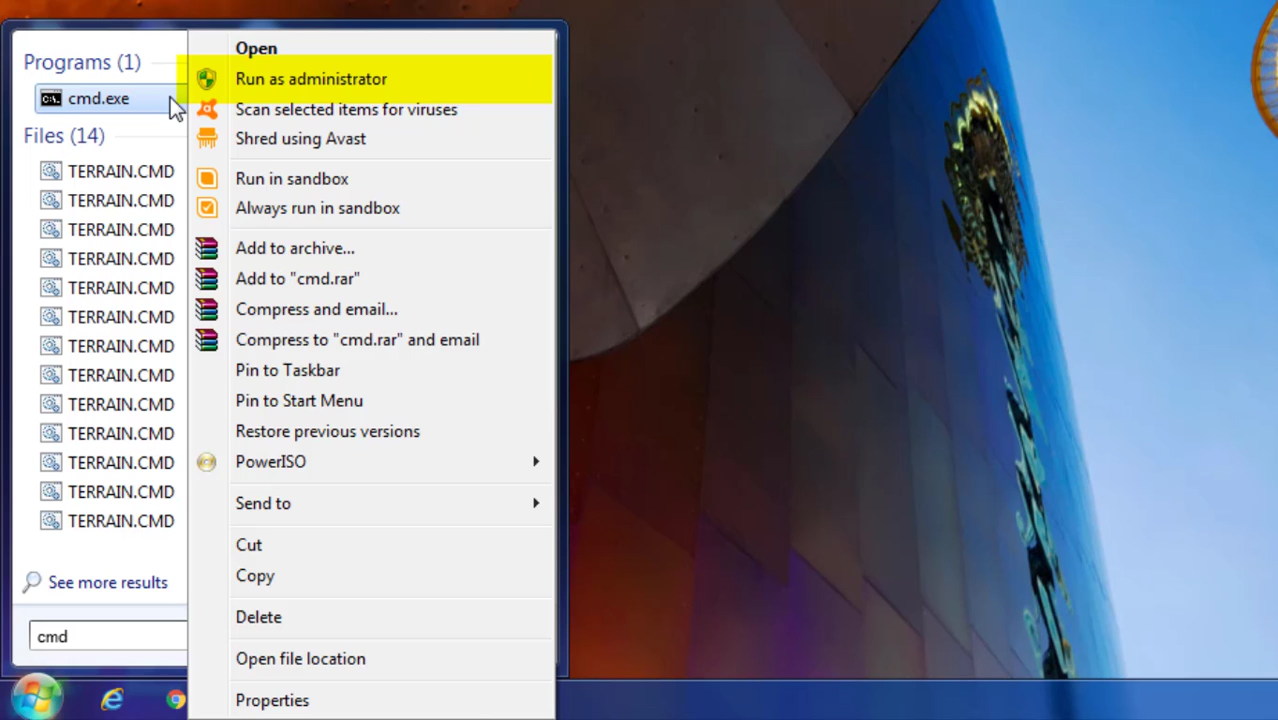 Programs (1)
cmd.exe
Files (14)
TERRAIN.CMD
TERRAIN.CMD
TERRAIN.CMD
TERRAIN.CMD
TERRAIN.CMD
TERRAIN.CMD
TERRAIN.CMD
TERRAIN.CMD
TERRAIN.CMD
TERRAIN.CMD
TERRAIN.CMD
TERRAIN.CMD
TERRAIN.CMD
See more results
cmd
Open
Run as administrator
Scan selected items for viruses
Shred using Avast
Run in sandbox
Always run in sandbox
Add to archive...
Add to "cmd.rar"
Compress and email...
Compress to "cmd.rar" and email
Pin to Taskbar
Pin to Start Menu
Restore previous versions
PowerISO
Send to
Cut
Copy
Delete
Open file location
Properties